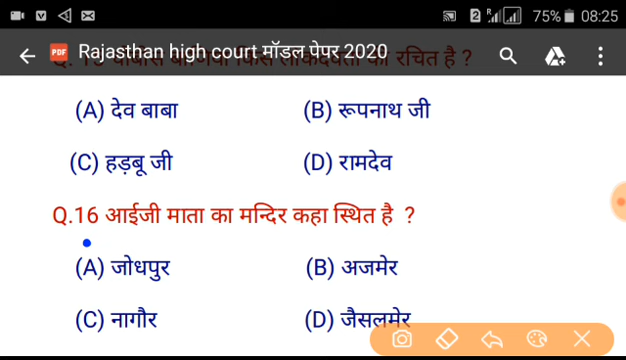 75% 08:25
Rajasthan high court मॉडल पेपर 2020
रचित है ?
(A) देव बाबा (B) रूपनाथ जी
(C) हड़बू जी (D) रामदेव
Q.16 आईजी माता का मन्दिर कहा स्थित है ?
(A) जोधपुर (B) अजमेर
(C) नागौर (D) जैसलमेर